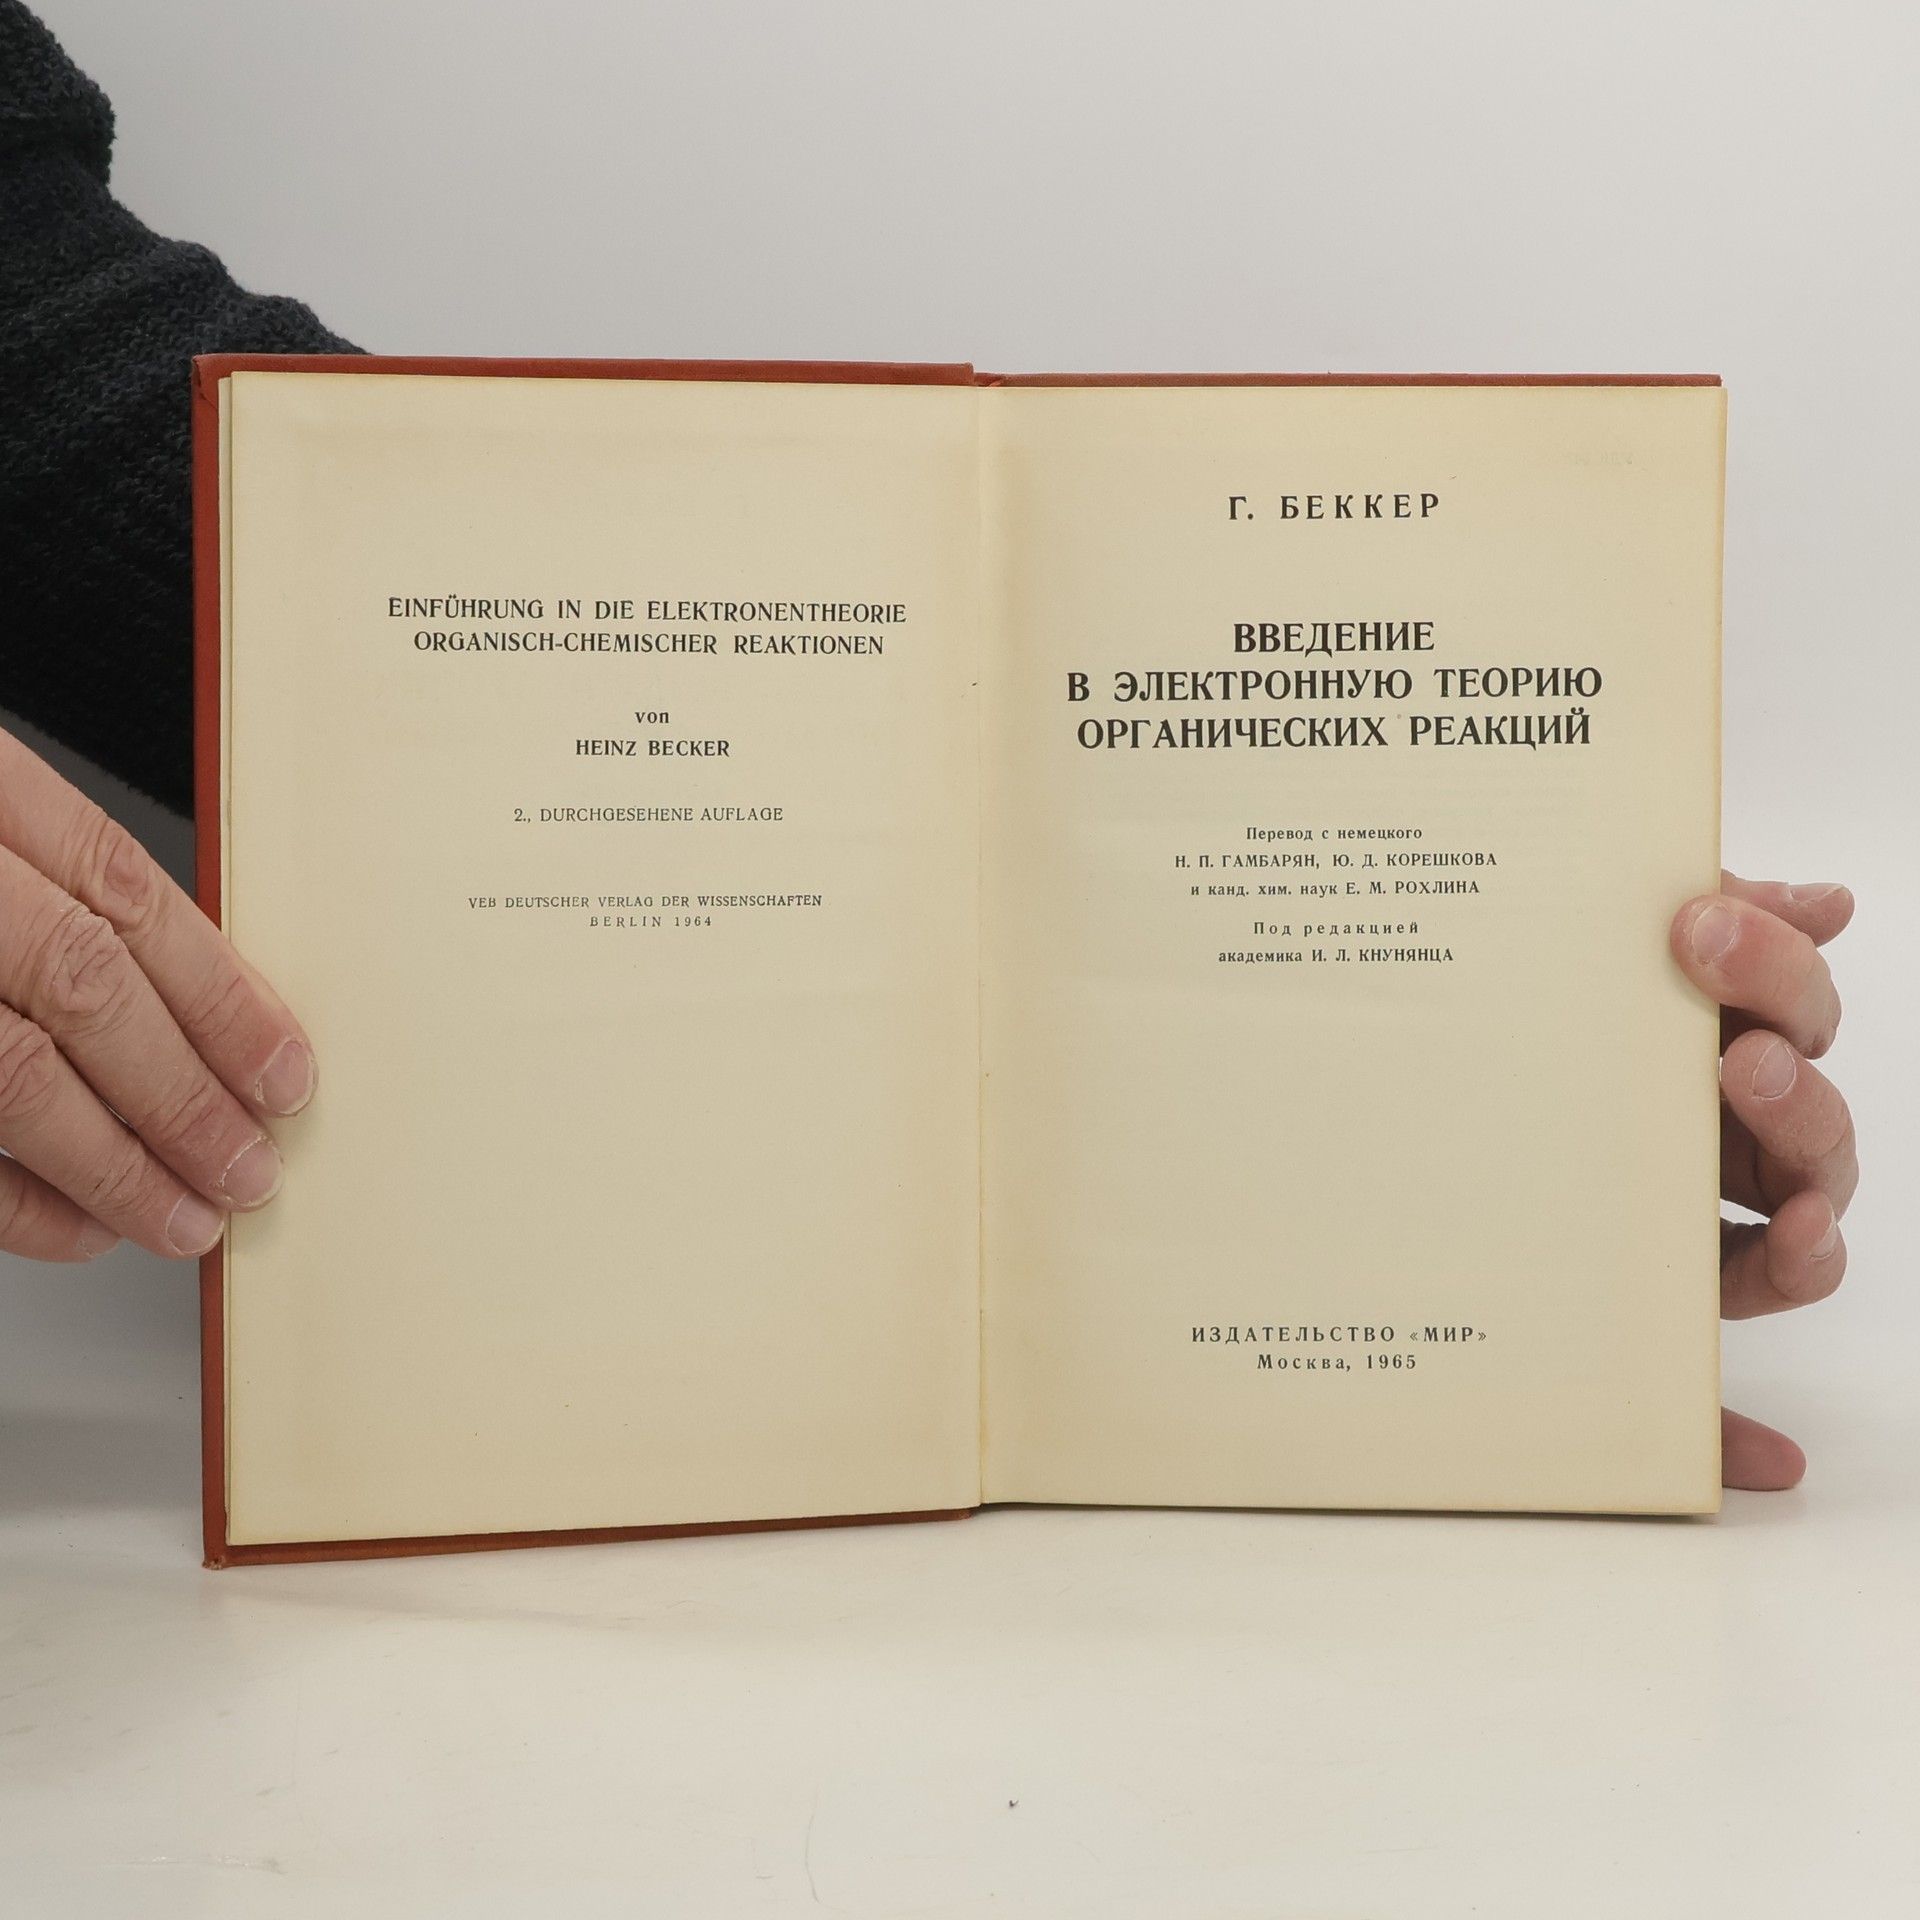 EINFÜHRUNG IN DIE ELEKTRONENTHEORIE
ORGANISCH-CHEMISCHER REAKTIONEN
von
HEINZ BECKER
2., DURCHGESEHENE AUFLAGE
VEB DEUTSCHER VERLAG DER WISSENSCHAFTEN
BERLIN 1964
Г. БЕККЕР
ВВЕДЕНИЕ
В ЭЛЕКТРОННУЮ ТЕОРИЮ
ОРГАНИЧЕСКИХ РЕАКЦИЙ
Перевод с немецкого
Н. П. ГАМБАРЯН, Ю. Д. КОРЕШКОВА
и канд. хим. наук Е. М. РОХЛИНА
Под редакцией
академика И. Л. КНУНЯНЦА
ИЗДАТЕЛЬСТВО «МИР»
Москва, 1965